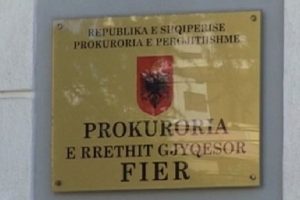 REPUBLIKA E SHQIPERISE
PROKURORIA E PERGJITHSHME
PROKURORIA
E RRETHIT GJYQESOR
FIER